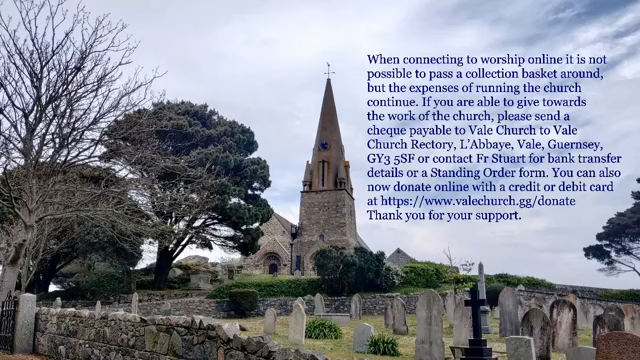 When connecting to worship online it is not
possible to pass a collection basket around,
but the expenses of running the church
continue. If you are able to give towards
the work of the church, please send a
cheque payable to Vale Church to Vale
Church Rectory, L'Abbaye, Vale, Guernsey,
GY3 5SF or contact Fr Stuart for bank transfer
details or a Standing Order form. You can also
now donate online with a credit or debit card
at https://www.valechurch.gg/donate
Thank you for your support.